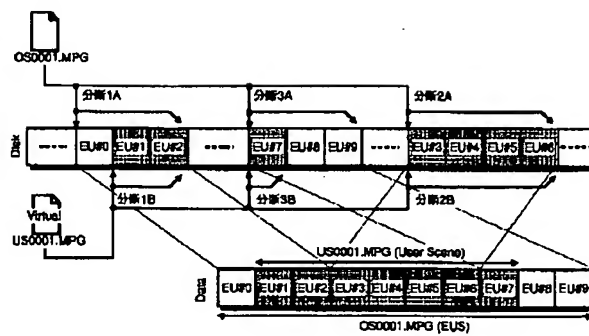 OS0001.MPG
分断1A
分断3A
分断2A
Disk
EU#0
EU#1
EU#2
EU#7
EU#8
EU#9
EU#3
EU#4
EU#5
EU#6
Virtual
US0001.MPG
分断1B
分断3B
分断2B
US0001.MPG (User Scene)
Data
EU#0
EU#1
EU#2
EU#3
EU#4
EU#5
EU#6
EU#7
EU#8
EU#9
OS0001.MPG (EUS)